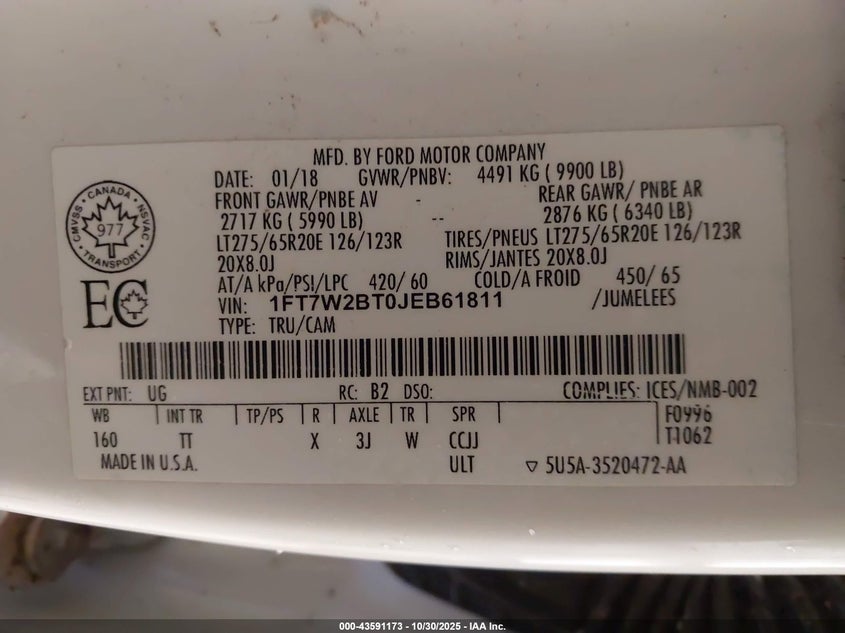 MFD. BY FORD MOTOR COMPANY
DATE: 01/18 GVWR/PNBV: 4491 KG ( 9900 LB)
FRONT GAWR/PNBE AV - REAR GAWR/ PNBE AR
2717 KG ( 5990 LB) -- 2876 KG ( 6340 LB)
LT275/65R20E 126/123R TIRES/PNEUS LT275/65R20E 126/123R
20X8.0J RIMS/JANTES 20X8.0J
AT/A kPa/PSI/LPC 420/ 60 COLD/A FROID 450/ 65
VIN: 1FT7W2BT0JEB61811 /JUMELEES
TYPE: TRU/CAM
CANADA
CMVSS NSVAC
977
TRANSPORT
EC
EXT PNT: UG RC: B2 DSO: COMPLIES: ICES/NMB-002
WB INT TR TP/PS R AXLE TR SPR F0996
160 TT X 3J W CCJJ T1062
MADE IN U.S.A. ULT ▽ 5U5A-3520472-AA
000-43591173 - 10/30/2025 - IAA Inc.